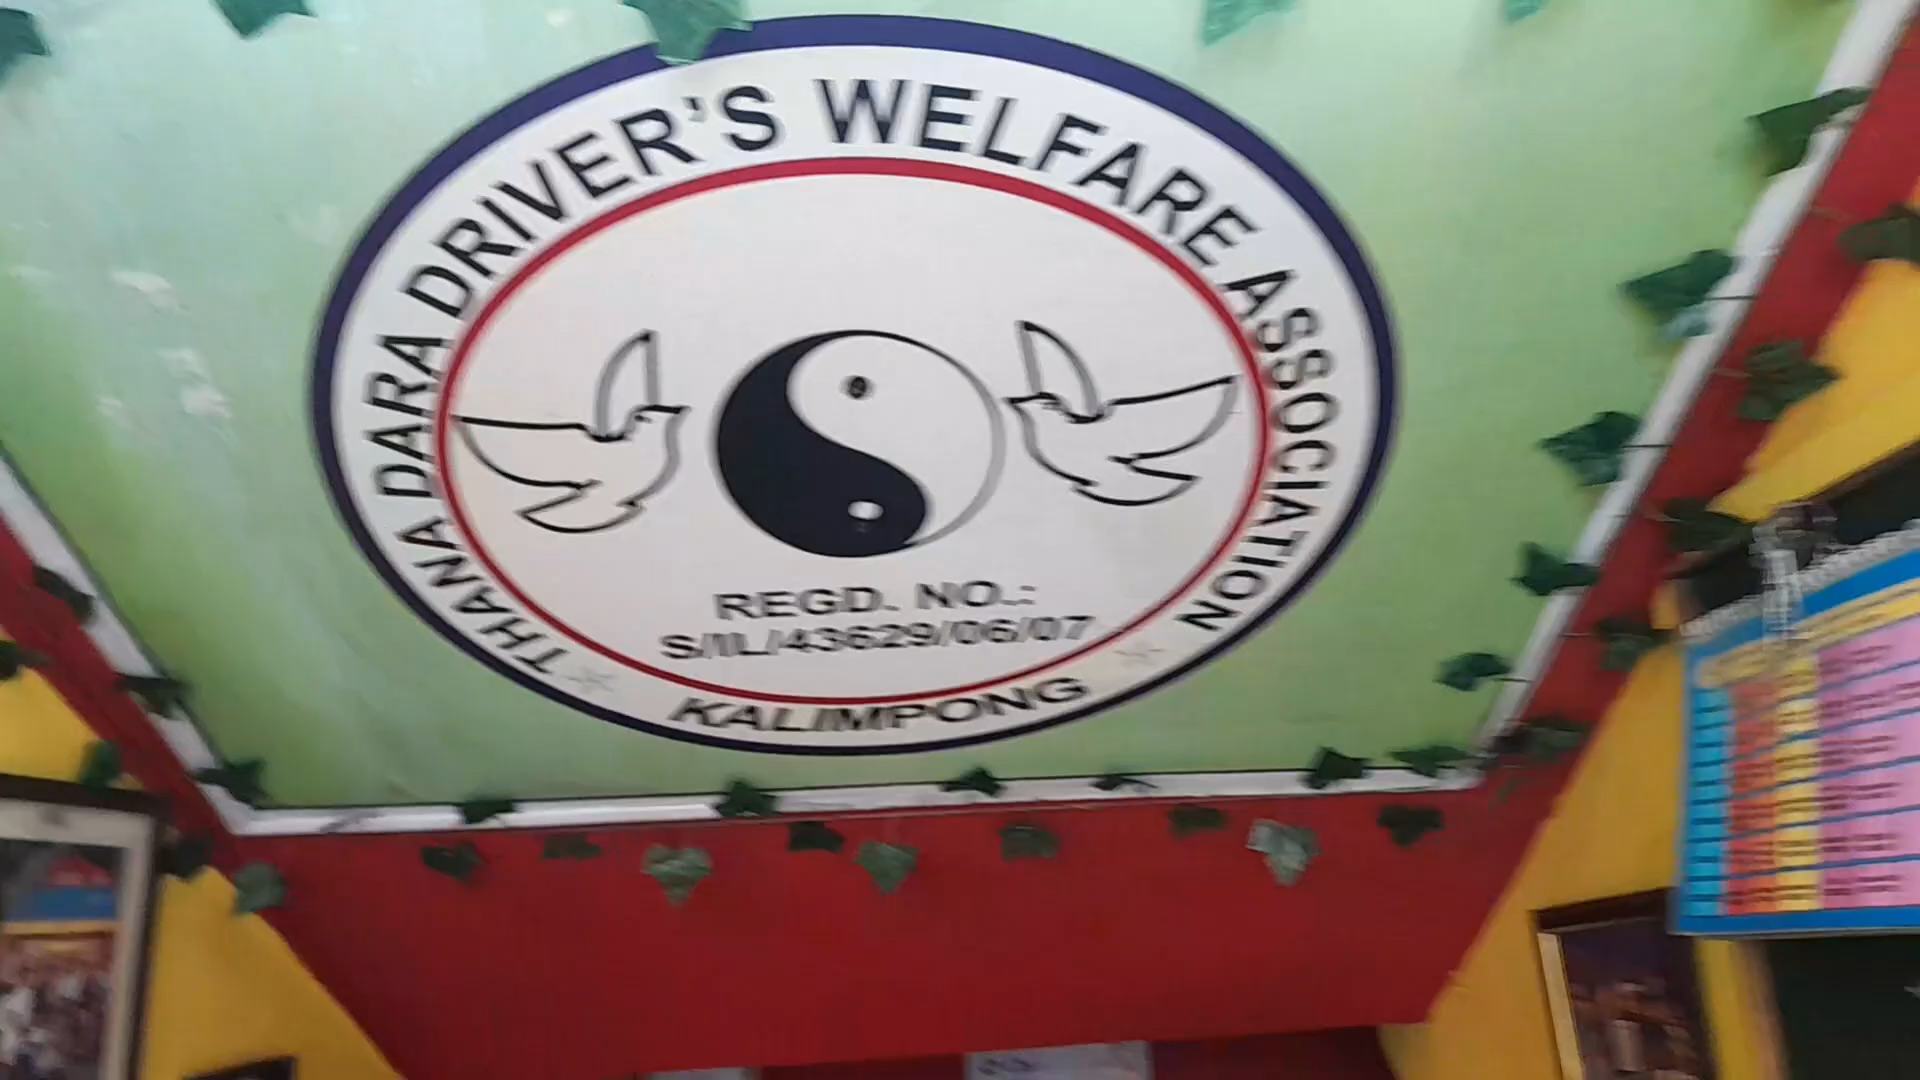 THANA DARA DRIVER'S WELFARE ASSOCIATION
REGD. NO.:
S/IL/43629/06/07
KALIMPONG